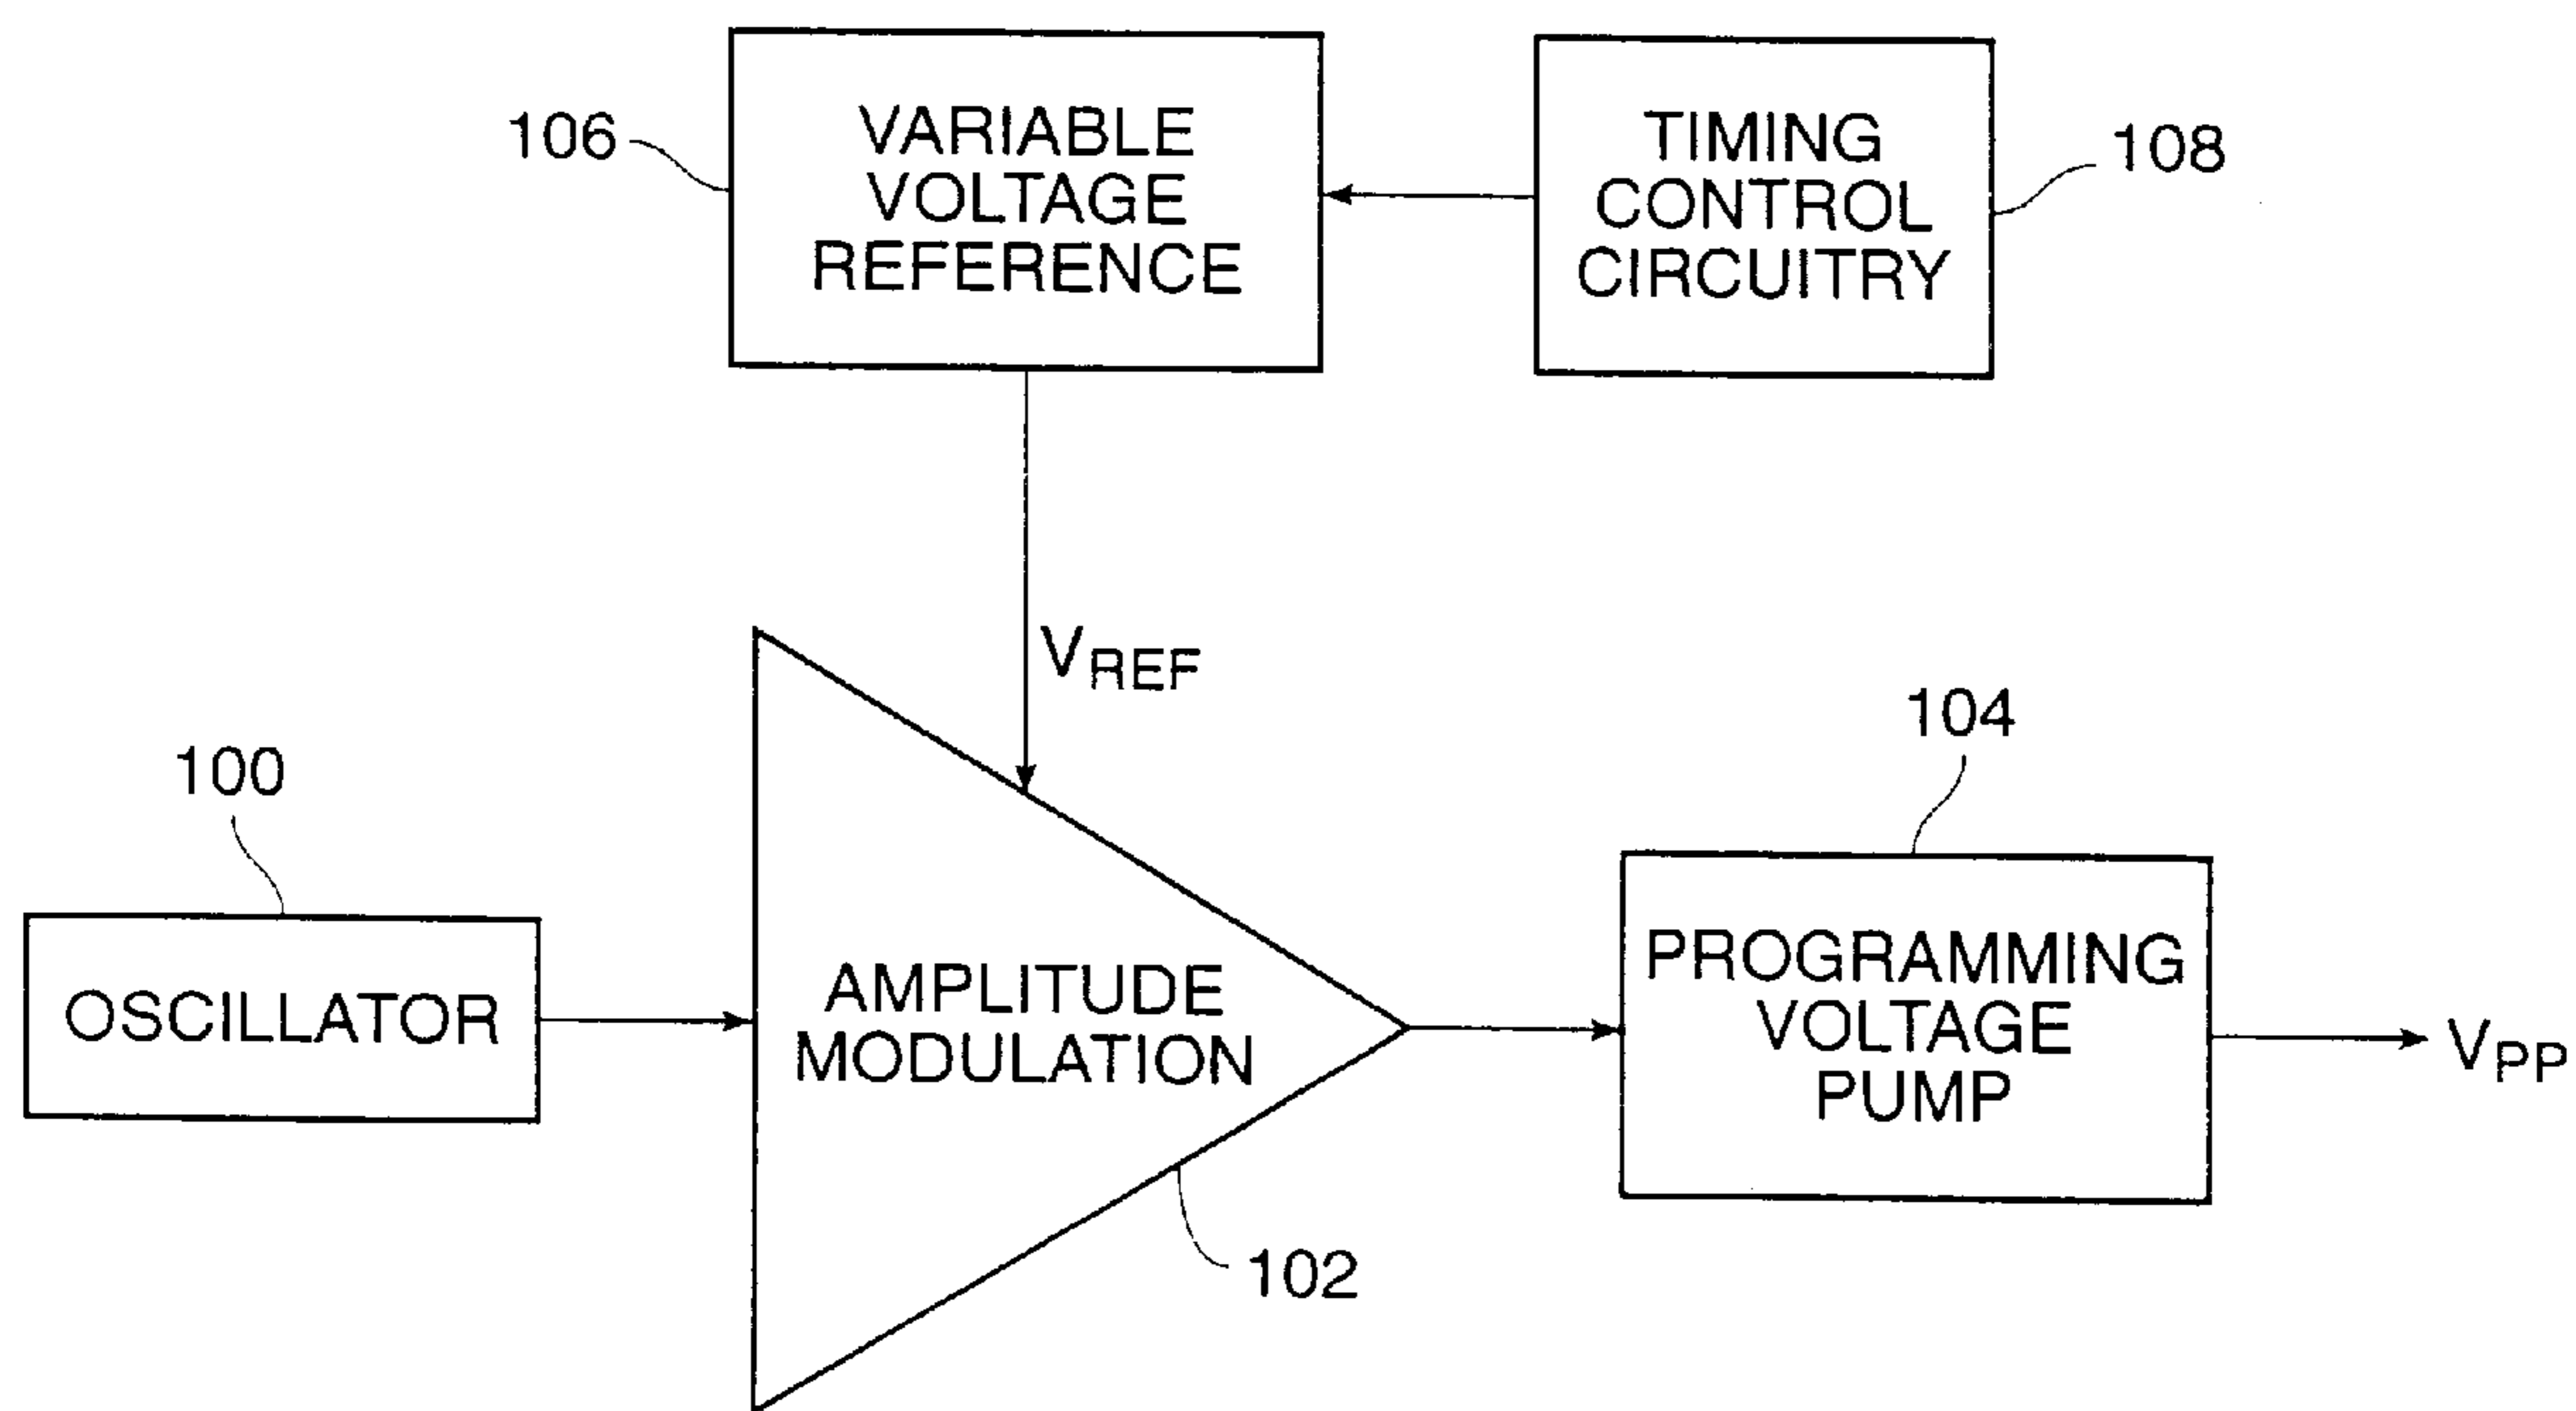 106
VARIABLE
VOLTAGE
REFERENCE
TIMING
CONTROL
CIRCUITRY
108
VREF
100
OSCILLATOR
AMPLITUDE
MODULATION
102
104
PROGRAMMING
VOLTAGE
PUMP
VPP